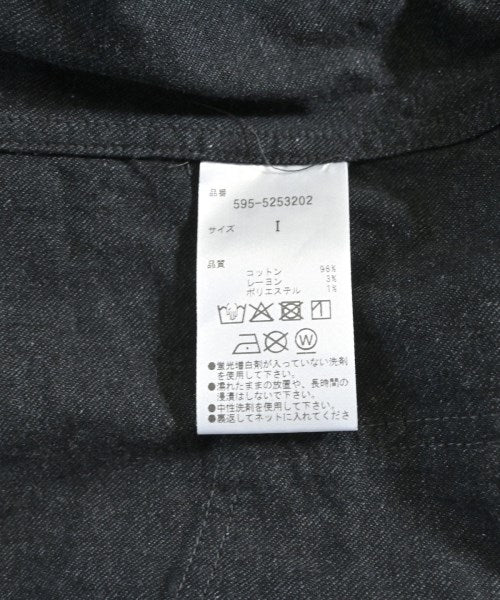 品番
595-5253202
サイズ I
品質
コットン 96%
レーヨン 3%
ポリエステル 1%
W
●蛍光増白剤が入っていない洗剤
を使用して下さい。
●濡れたままの放置や、長時間の
浸漬はしないで下さい。
●中性洗剤を使用して下さい。
●裏返してネットに入れてくださ